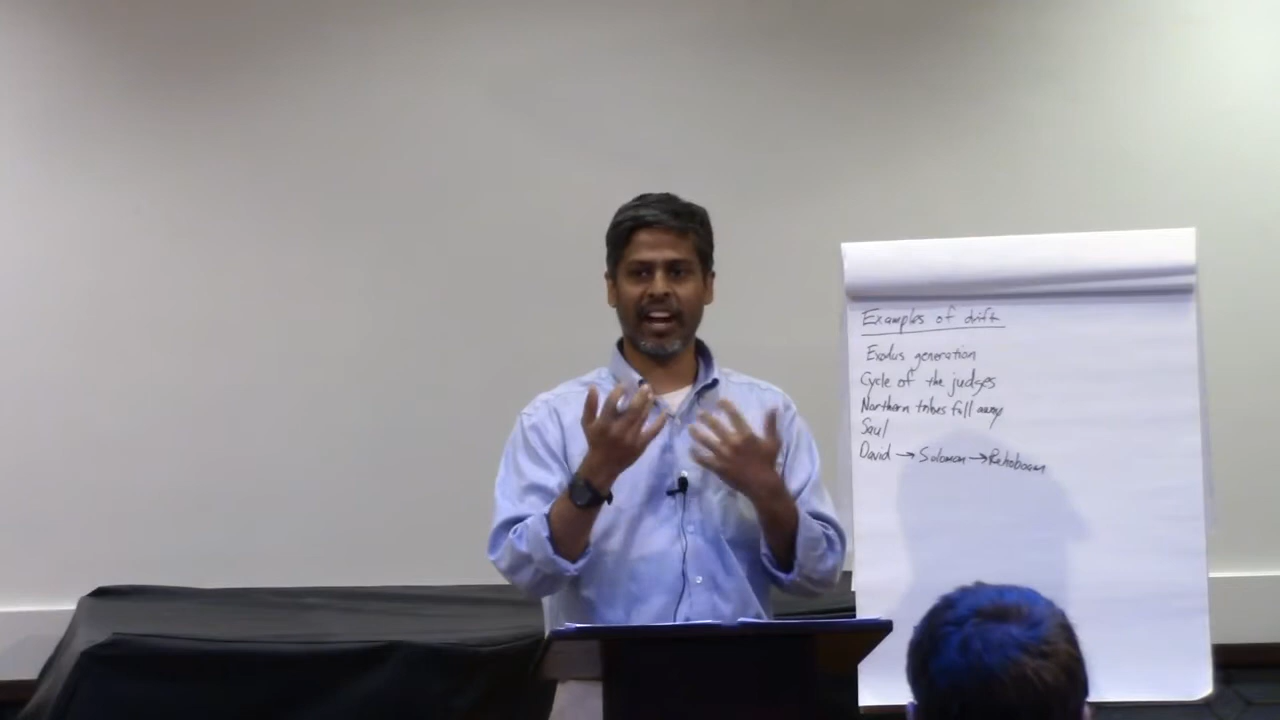 Examples of drift
Exodus generation
Cycle of the judges
Northern tribes fall away
Saul
David → Solomon → Rehoboam